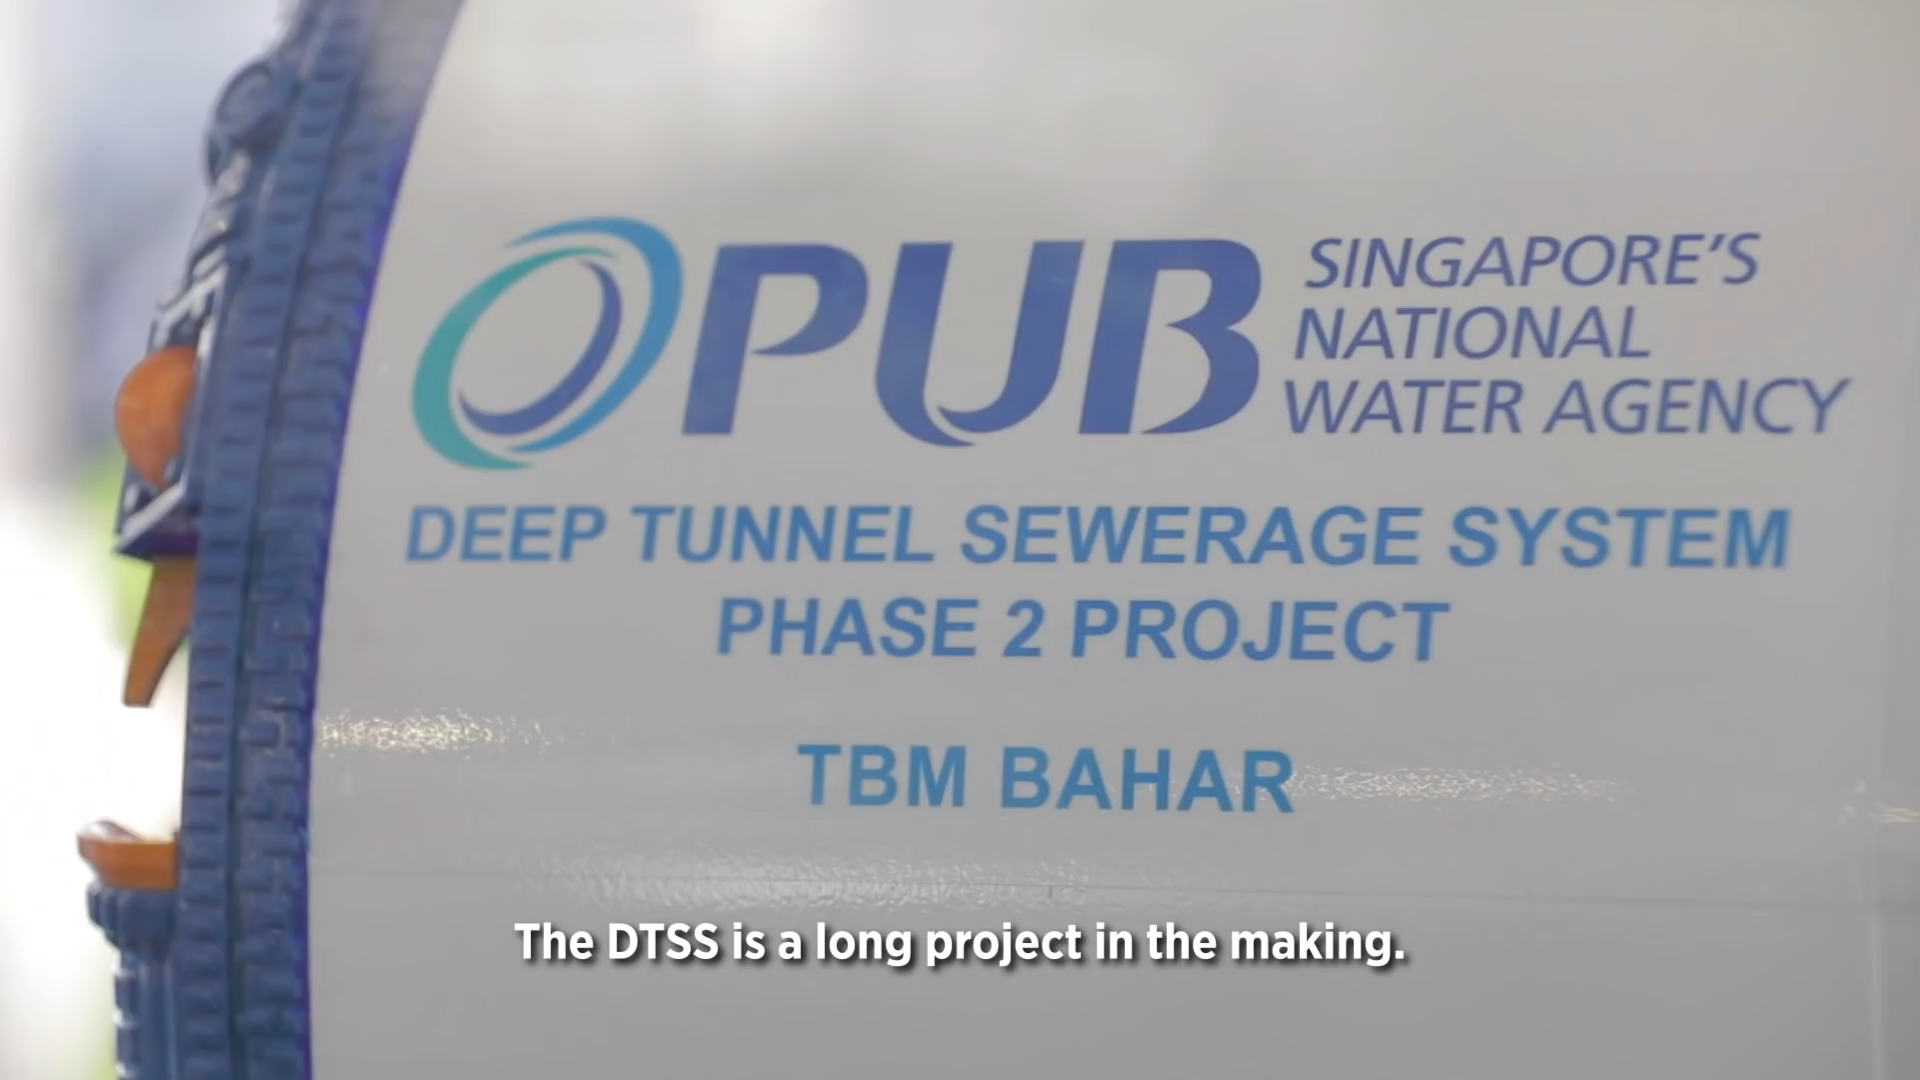 PUB SINGAPORE'S
NATIONAL
WATER AGENCY
DEEP TUNNEL SEWERAGE SYSTEM
PHASE 2 PROJECT
TBM BAHAR
The DTSS is a long project in the making.